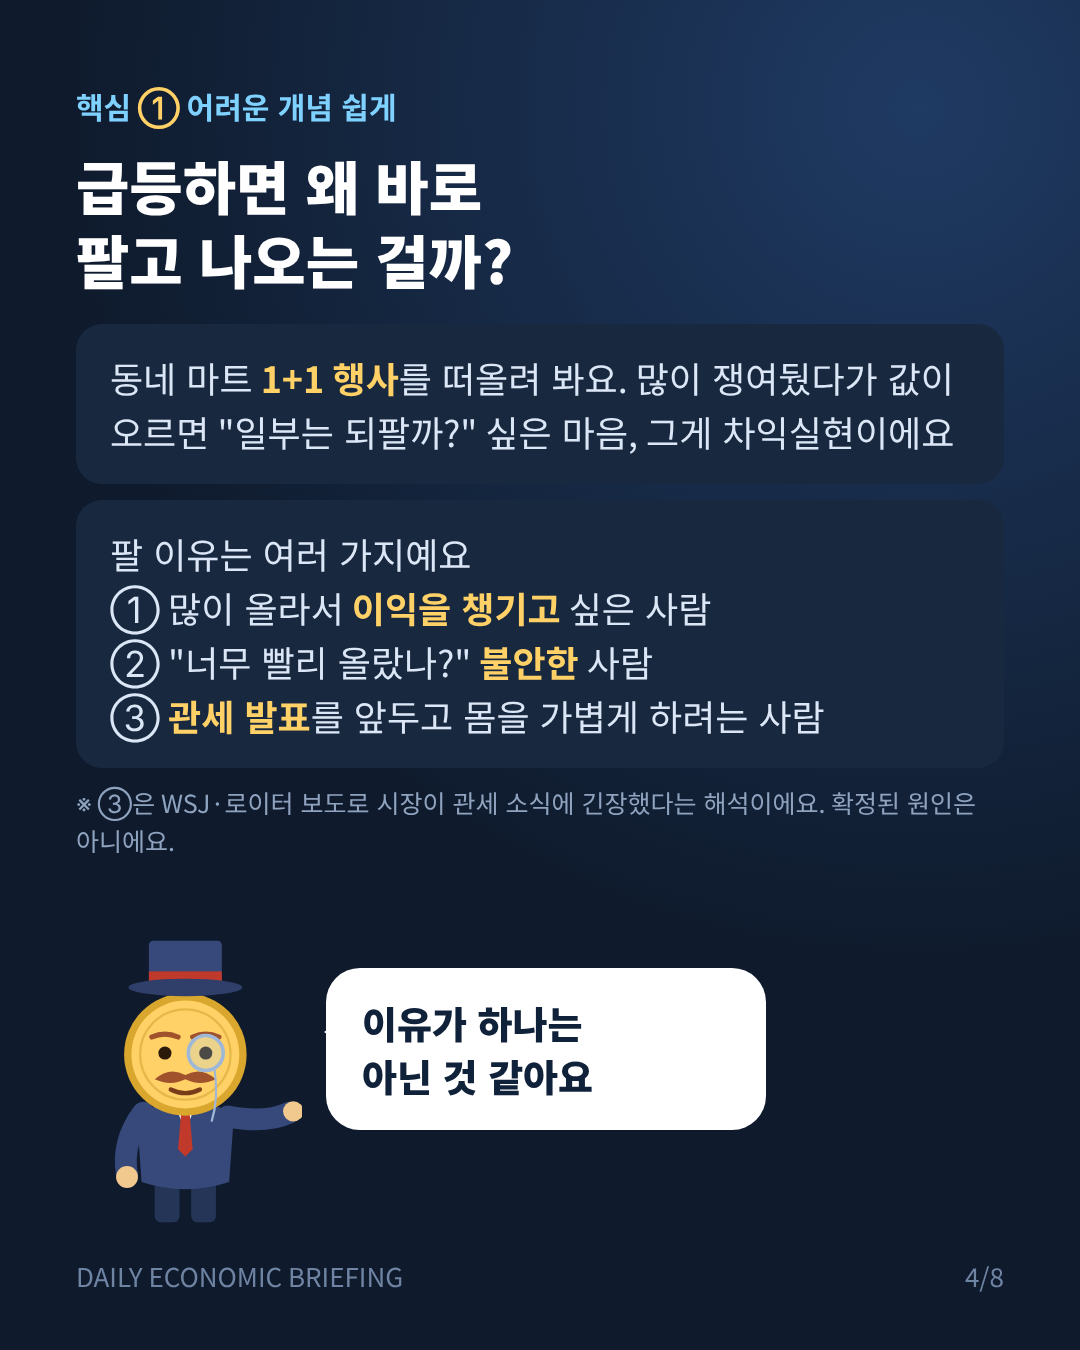 핵심 ① 어려운 개념 쉽게
급등하면 왜 바로
팔고 나오는 걸까?
동네 마트 1+1 행사를 떠올려 봐요. 많이 쟁여뒀다가 값이
오르면 "일부는 되팔까?" 싶은 마음, 그게 차익실현이에요
팔 이유는 여러 가지예요
① 많이 올라서 이익을 챙기고 싶은 사람
② "너무 빨리 올랐나?" 불안한 사람
③ 관세 발표를 앞두고 몸을 가볍게 하려는 사람
※ ③은 WSJ·로이터 보도로 시장이 관세 소식에 긴장했다는 해석이에요. 확정된 원인은
아니에요.
이유가 하나는
아닌 것 같아요
DAILY ECONOMIC BRIEFING
4/8